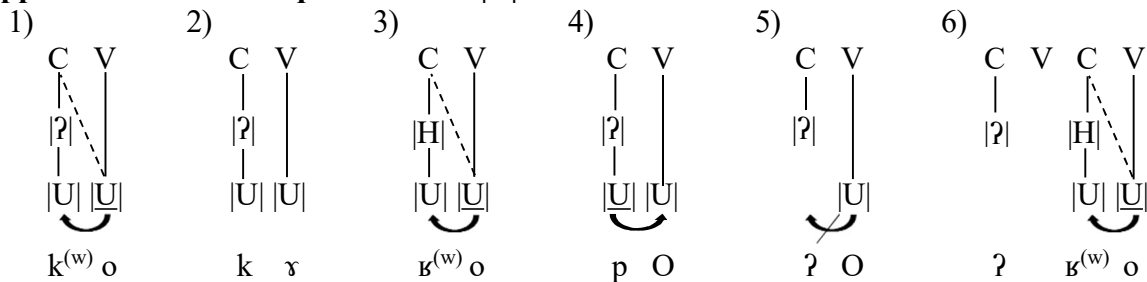 1) 2) 3) 4) 5) 6)
C V C V C V C V C V C V C V
|ʔ| |ʔ| |H| |ʔ| |ʔ| |ʔ| |H|
|U| |U| |U| |U| |U| |U| |U| |U| |U| |U| |U|
k⁽ʷ⁾ o k ɤ ʁ⁽ʷ⁾ o p O ʔ O ʔ ʁ⁽ʷ⁾ o